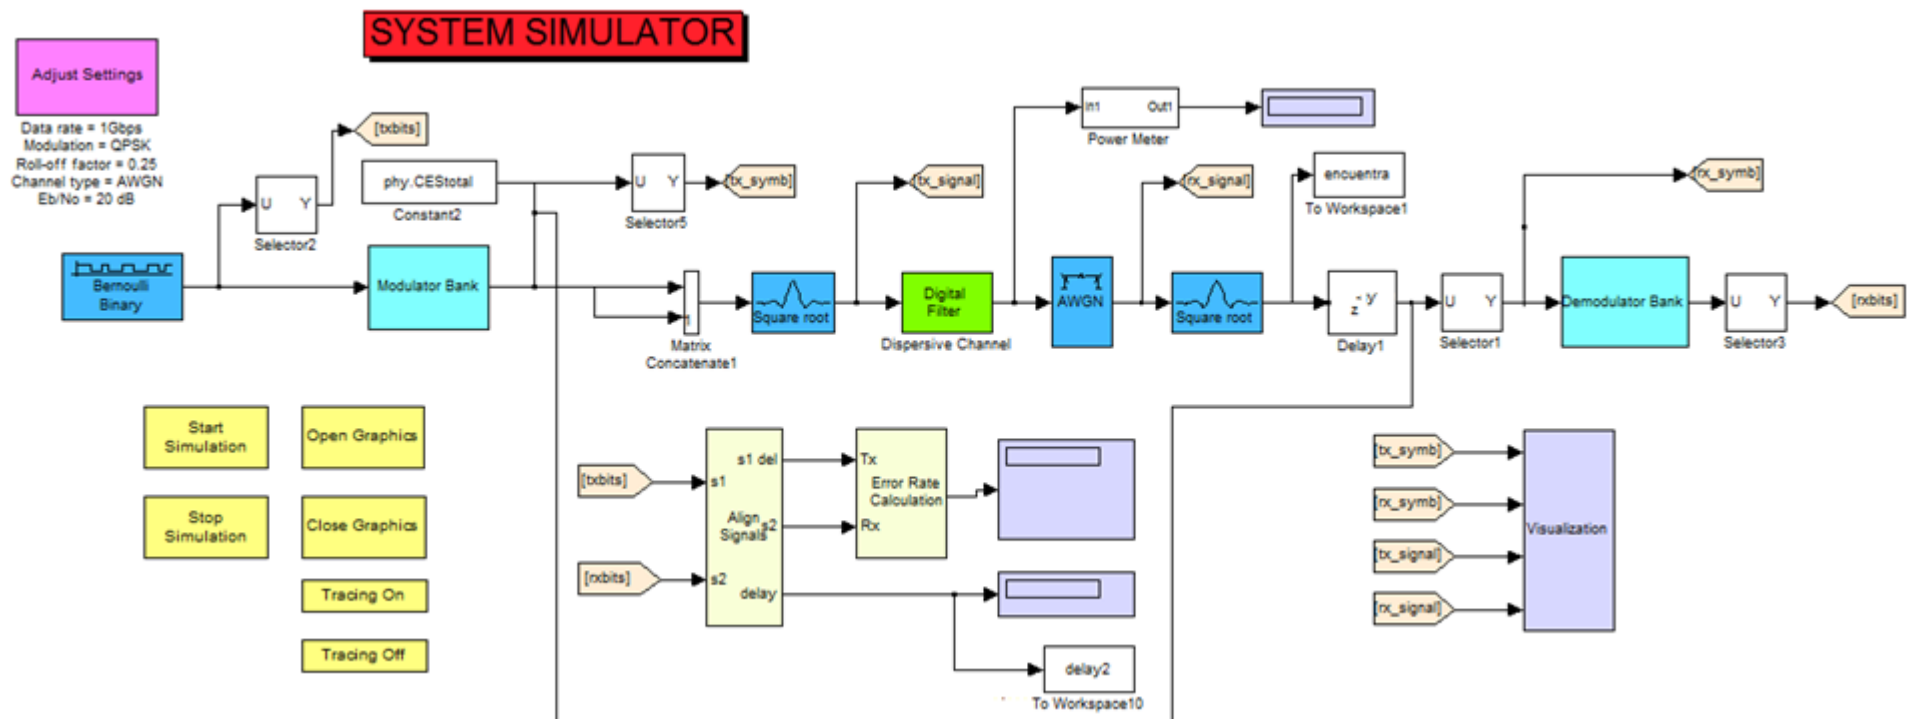 SYSTEM SIMULATOR
Adjust Settings
Data rate = 1Gbps
Modulation = QPSK
Roll-off factor = 0.25
Channel type = AWGN
Eb/No = 20 dB
[txbits]
U Y
Selector2
phy.CEStotal
Constant2
U Y
Selector5
[tx_symb]
[tx_signal]
In1 Out1
Power Meter
[rx_signal]
encuentra
To Workspace1
[rx_symb]
Bernoulli
Binary
Modulator Bank
1
Matrix
Concatenate1
Square root
Digital
Filter
Dispersive Channel
AWGN
Square root
z
-y
Delay1
U Y
Selector1
Demodulator Bank
U Y
Selector3
[rxbits]
Start
Simulation
Open Graphics
Stop
Simulation
Close Graphics
Tracing On
Tracing Off
[txbits]
[rxbits]
s1
s2
s1 del
Align
Signals
s2
delay
Tx
Error Rate
Calculation
Rx
delay2
To Workspace10
[tx_symb]
[rx_symb]
[tx_signal]
[rx_signal]
Visualization